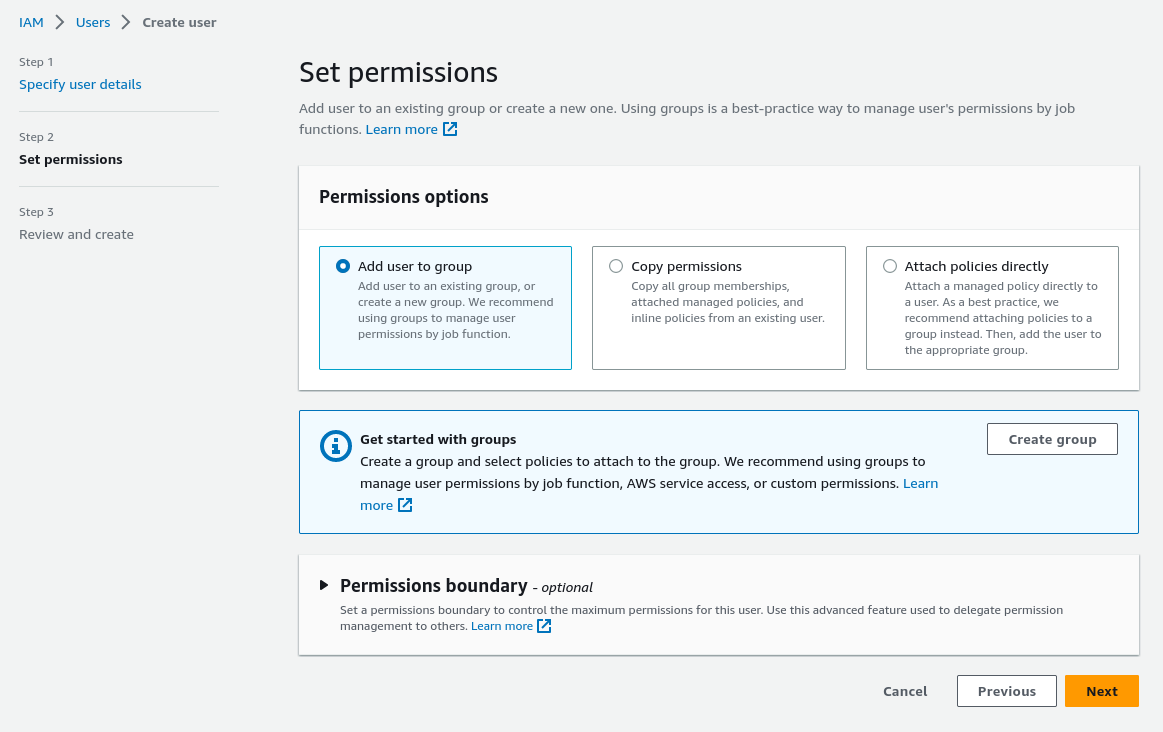 IAM > Users > Create user
Step 1
Specify user details
Step 2
Set permissions
Step 3
Review and create
Set permissions
Add user to an existing group or create a new one. Using groups is a best-practice way to manage user's permissions by job
functions. Learn more
Permissions options
Add user to group
Add user to an existing group, or
create a new group. We recommend
using groups to manage user
permissions by job function.
Copy permissions
Copy all group memberships,
attached managed policies, and
inline policies from an existing user.
Attach policies directly
Attach a managed policy directly to
a user. As a best practice, we
recommend attaching policies to a
group instead. Then, add the user to
the appropriate group.
Get started with groups
Create a group and select policies to attach to the group. We recommend using groups to
manage user permissions by job function, AWS service access, or custom permissions. Learn
more
Create group
Permissions boundary - optional
Set a permissions boundary to control the maximum permissions for this user. Use this advanced feature used to delegate permission
management to others. Learn more
Cancel
Previous
Next